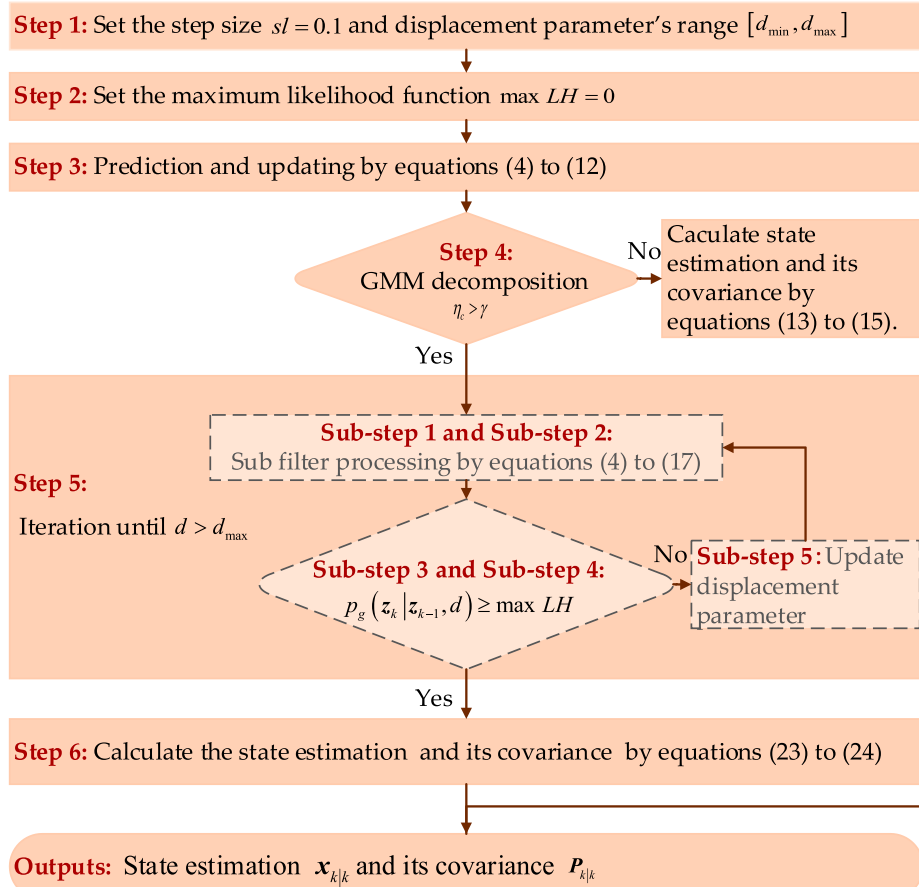 Step 1: Set the step size sl = 0.1 and displacement parameter's range [d_min, d_max]
Step 2: Set the maximum likelihood function max LH = 0
Step 3: Prediction and updating by equations (4) to (12)
Step 4:
GMM decomposition
η_c > γ
No
Caculate state
estimation and its
covariance by
equations (13) to (15).
Yes
Step 5:
Iteration until d > d_max
Sub-step 1 and Sub-step 2:
Sub filter processing by equations (4) to (17)
Sub-step 3 and Sub-step 4:
p_g (z_k | z_{k-1}, d) ≥ max LH
No
Sub-step 5: Update
displacement
parameter
Yes
Step 6: Calculate the state estimation and its covariance by equations (23) to (24)
Outputs: State estimation x_{k|k} and its covariance P_{k|k}